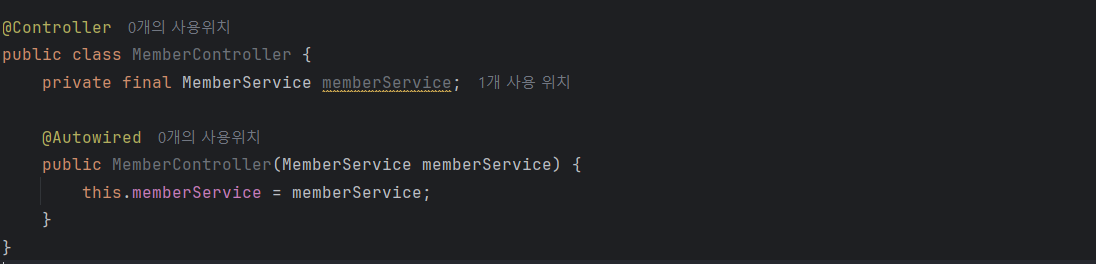 @Controller 0개의 사용위치
public class MemberController {
private final MemberService memberService; 1개 사용 위치
@Autowired 0개의 사용위치
public MemberController(MemberService memberService) {
this.memberService = memberService;
}
}